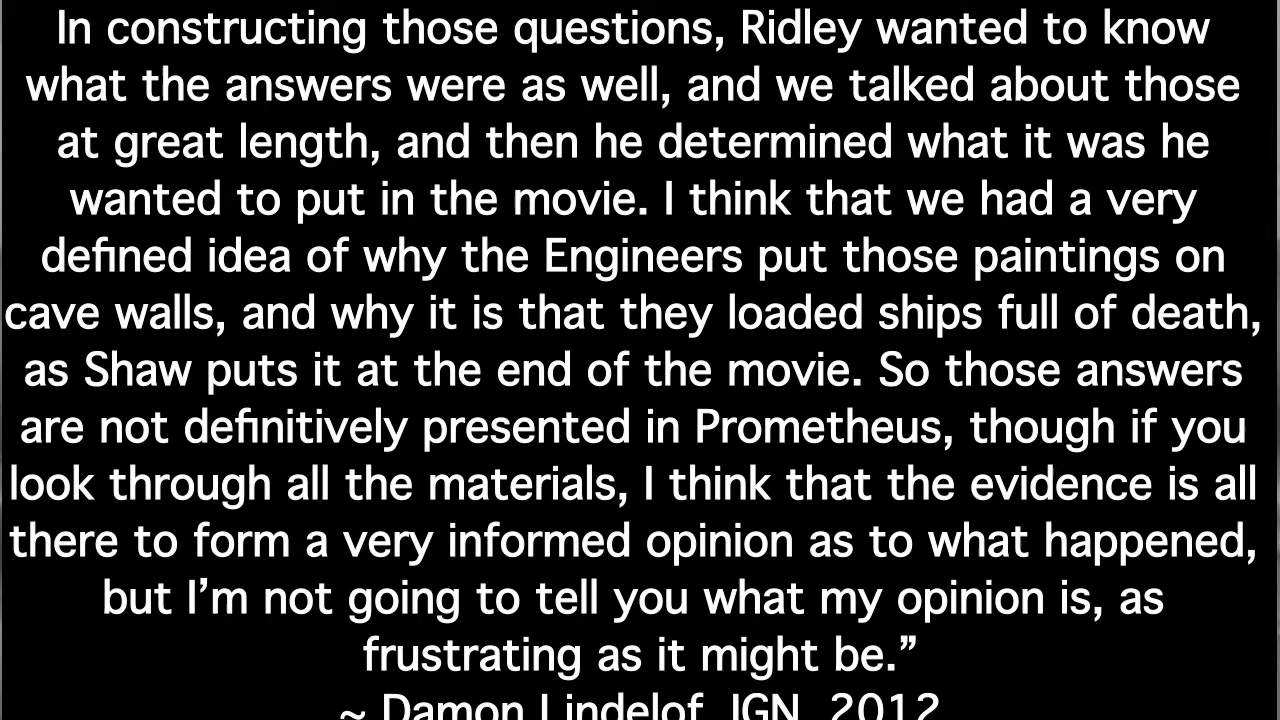 In constructing those questions, Ridley wanted to know
what the answers were as well, and we talked about those
at great length, and then he determined what it was he
wanted to put in the movie. I think that we had a very
defined idea of why the Engineers put those paintings on
cave walls, and why it is that they loaded ships full of death,
as Shaw puts it at the end of the movie. So those answers
are not definitively presented in Prometheus, though if you
look through all the materials, I think that the evidence is all
there to form a very informed opinion as to what happened,
but I’m not going to tell you what my opinion is, as
frustrating as it might be.”
~ Damon Lindelof, IGN, 2012